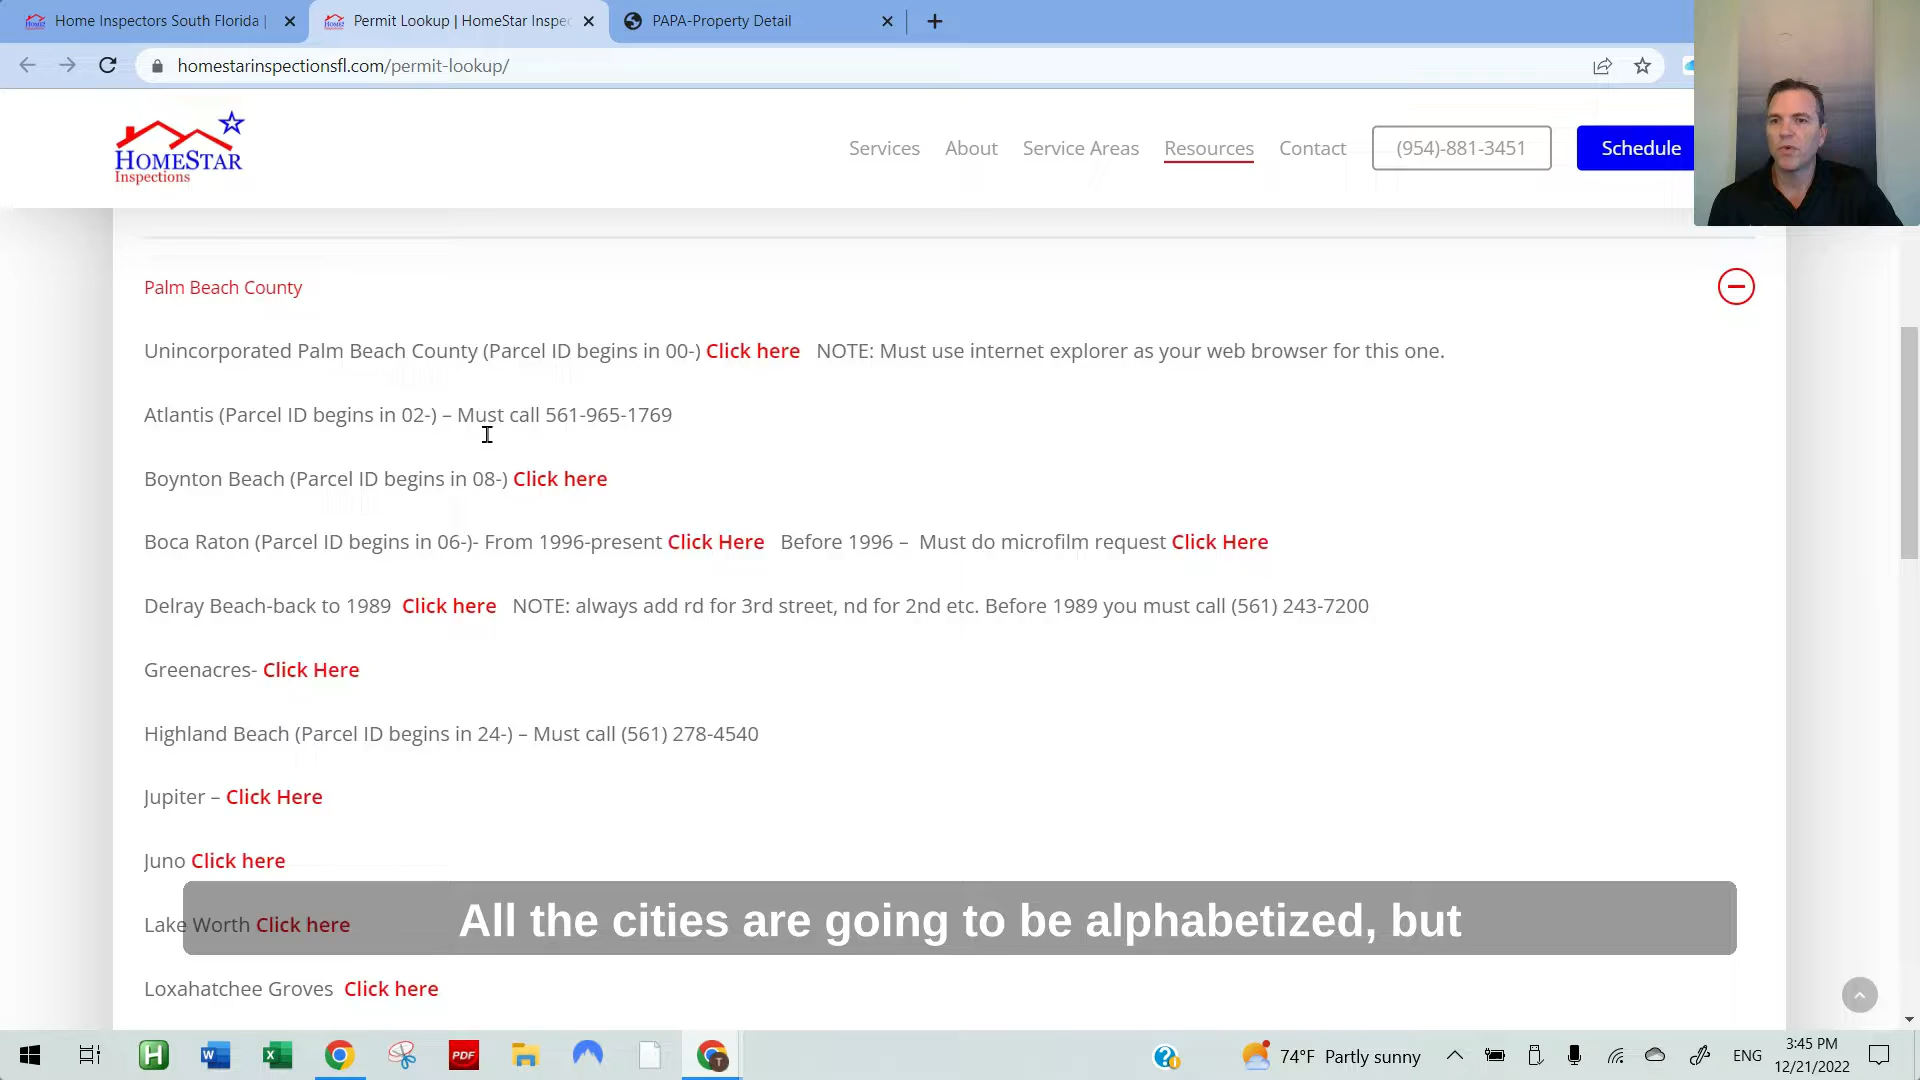 Home Inspectors South Florida |
Permit Lookup | HomeStar Inspec
PAPA-Property Detail
homestarinspectionsfl.com/permit-lookup/
HOMESTAR
Inspections
Services
About
Service Areas
Resources
Contact
(954)-881-3451
Schedule
Palm Beach County
Unincorporated Palm Beach County (Parcel ID begins in 00-) Click here NOTE: Must use internet explorer as your web browser for this one.
Atlantis (Parcel ID begins in 02-) – Must call 561-965-1769
Boynton Beach (Parcel ID begins in 08-) Click here
Boca Raton (Parcel ID begins in 06-)- From 1996-present Click Here Before 1996 – Must do microfilm request Click Here
Delray Beach-back to 1989 Click here NOTE: always add rd for 3rd street, nd for 2nd etc. Before 1989 you must call (561) 243-7200
Greenacres- Click Here
Highland Beach (Parcel ID begins in 24-) – Must call (561) 278-4540
Jupiter – Click Here
Juno Click here
Lake Worth Click here
All the cities are going to be alphabetized, but
Loxahatchee Groves Click here
H
W
X
PDF
T
74°F Partly sunny
ENG
3:45 PM
12/21/2022